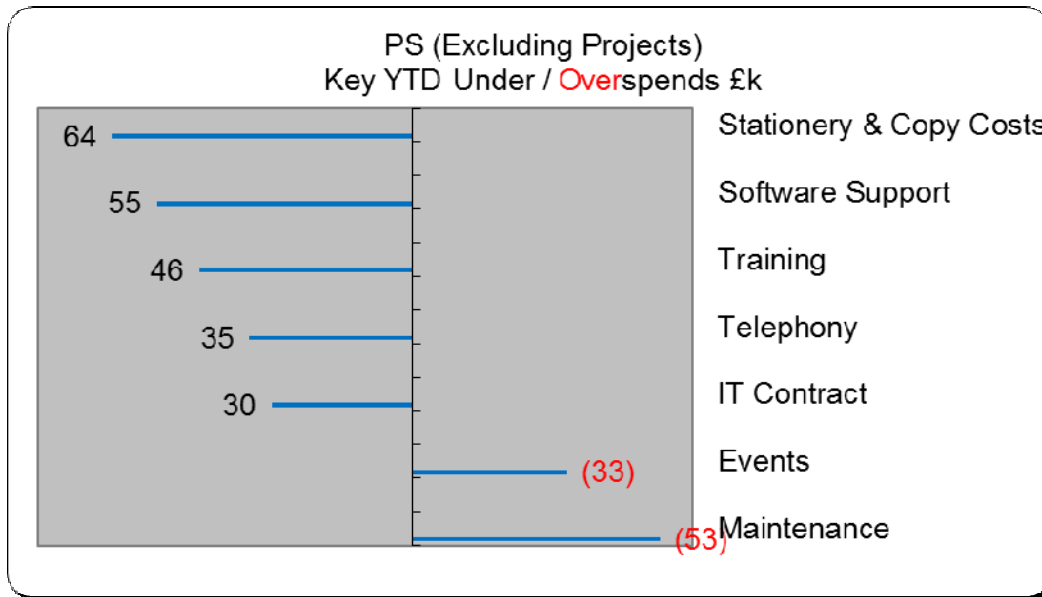 PS (Excluding Projects)
Key YTD Under / Overspends £k
64 Stationery & Copy Costs
55 Software Support
46 Training
35 Telephony
30 IT Contract
(33) Events
(53) Maintenance